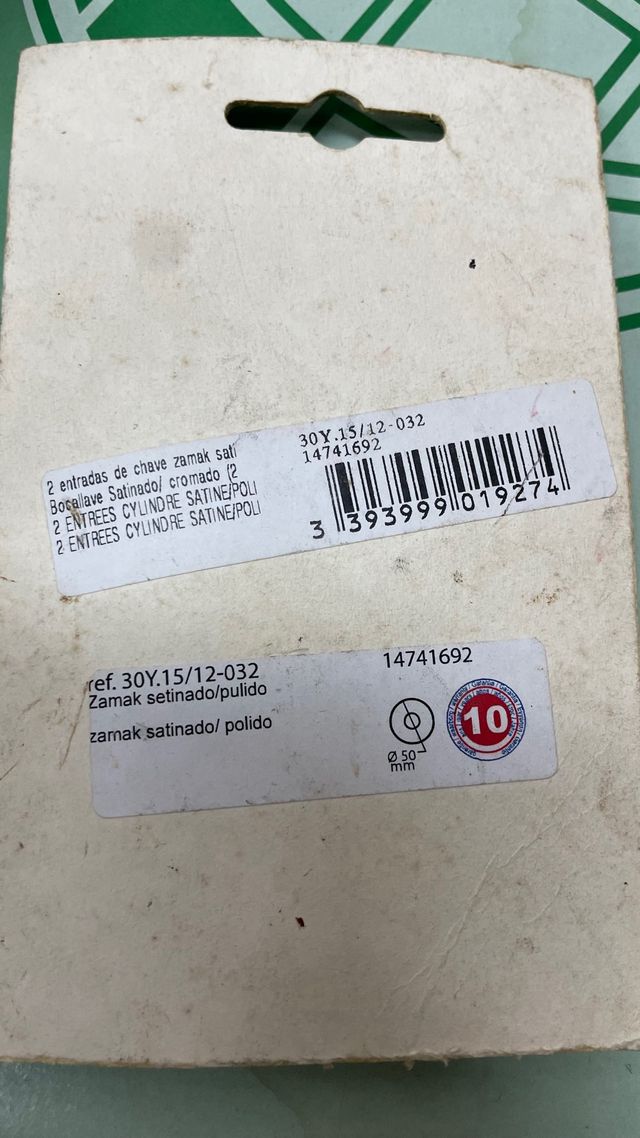 2 entradas de chave zamak sati
Bocallave Satinado/ cromado (2
2 ENTREES CYLINDRE SATINE/POLI
2 ENTREES CYLINDRE SATINE/POLI
30Y.15/12-032
14741692
3 393999 019274
ref. 30Y.15/12-032
Zamak setinado/pulido
zamak satinado/ polido
14741692
Ø 50
mm
10